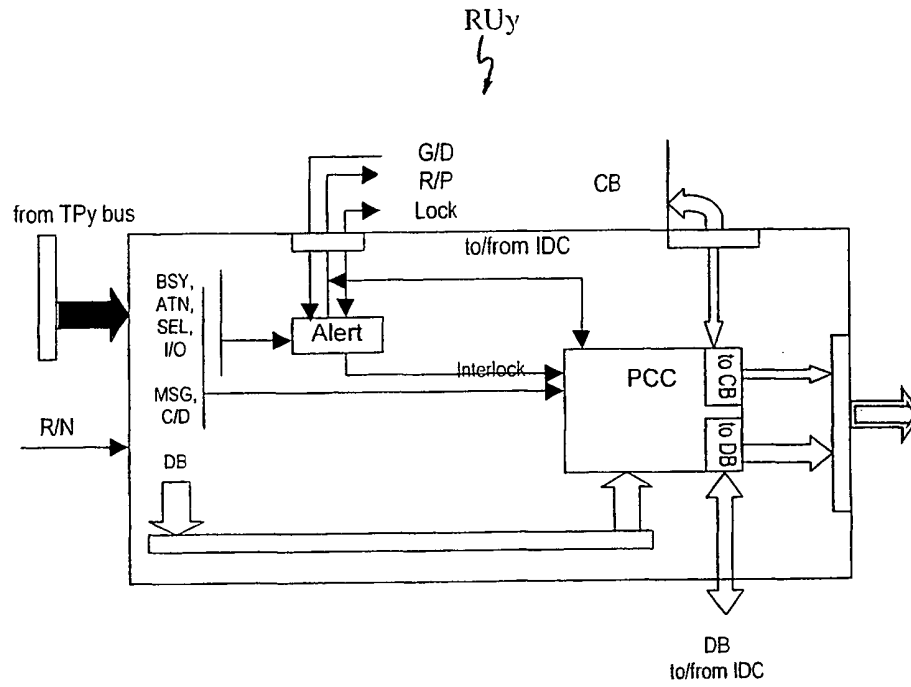 RUy
G/D
R/P
Lock
CB
from TPy bus
to/from IDC
BSY,
ATN,
SEL,
I/O
Alert
Interlock
PCC
to CB
to DB
MSG,
C/D
R/N
DB
DB
to/from IDC